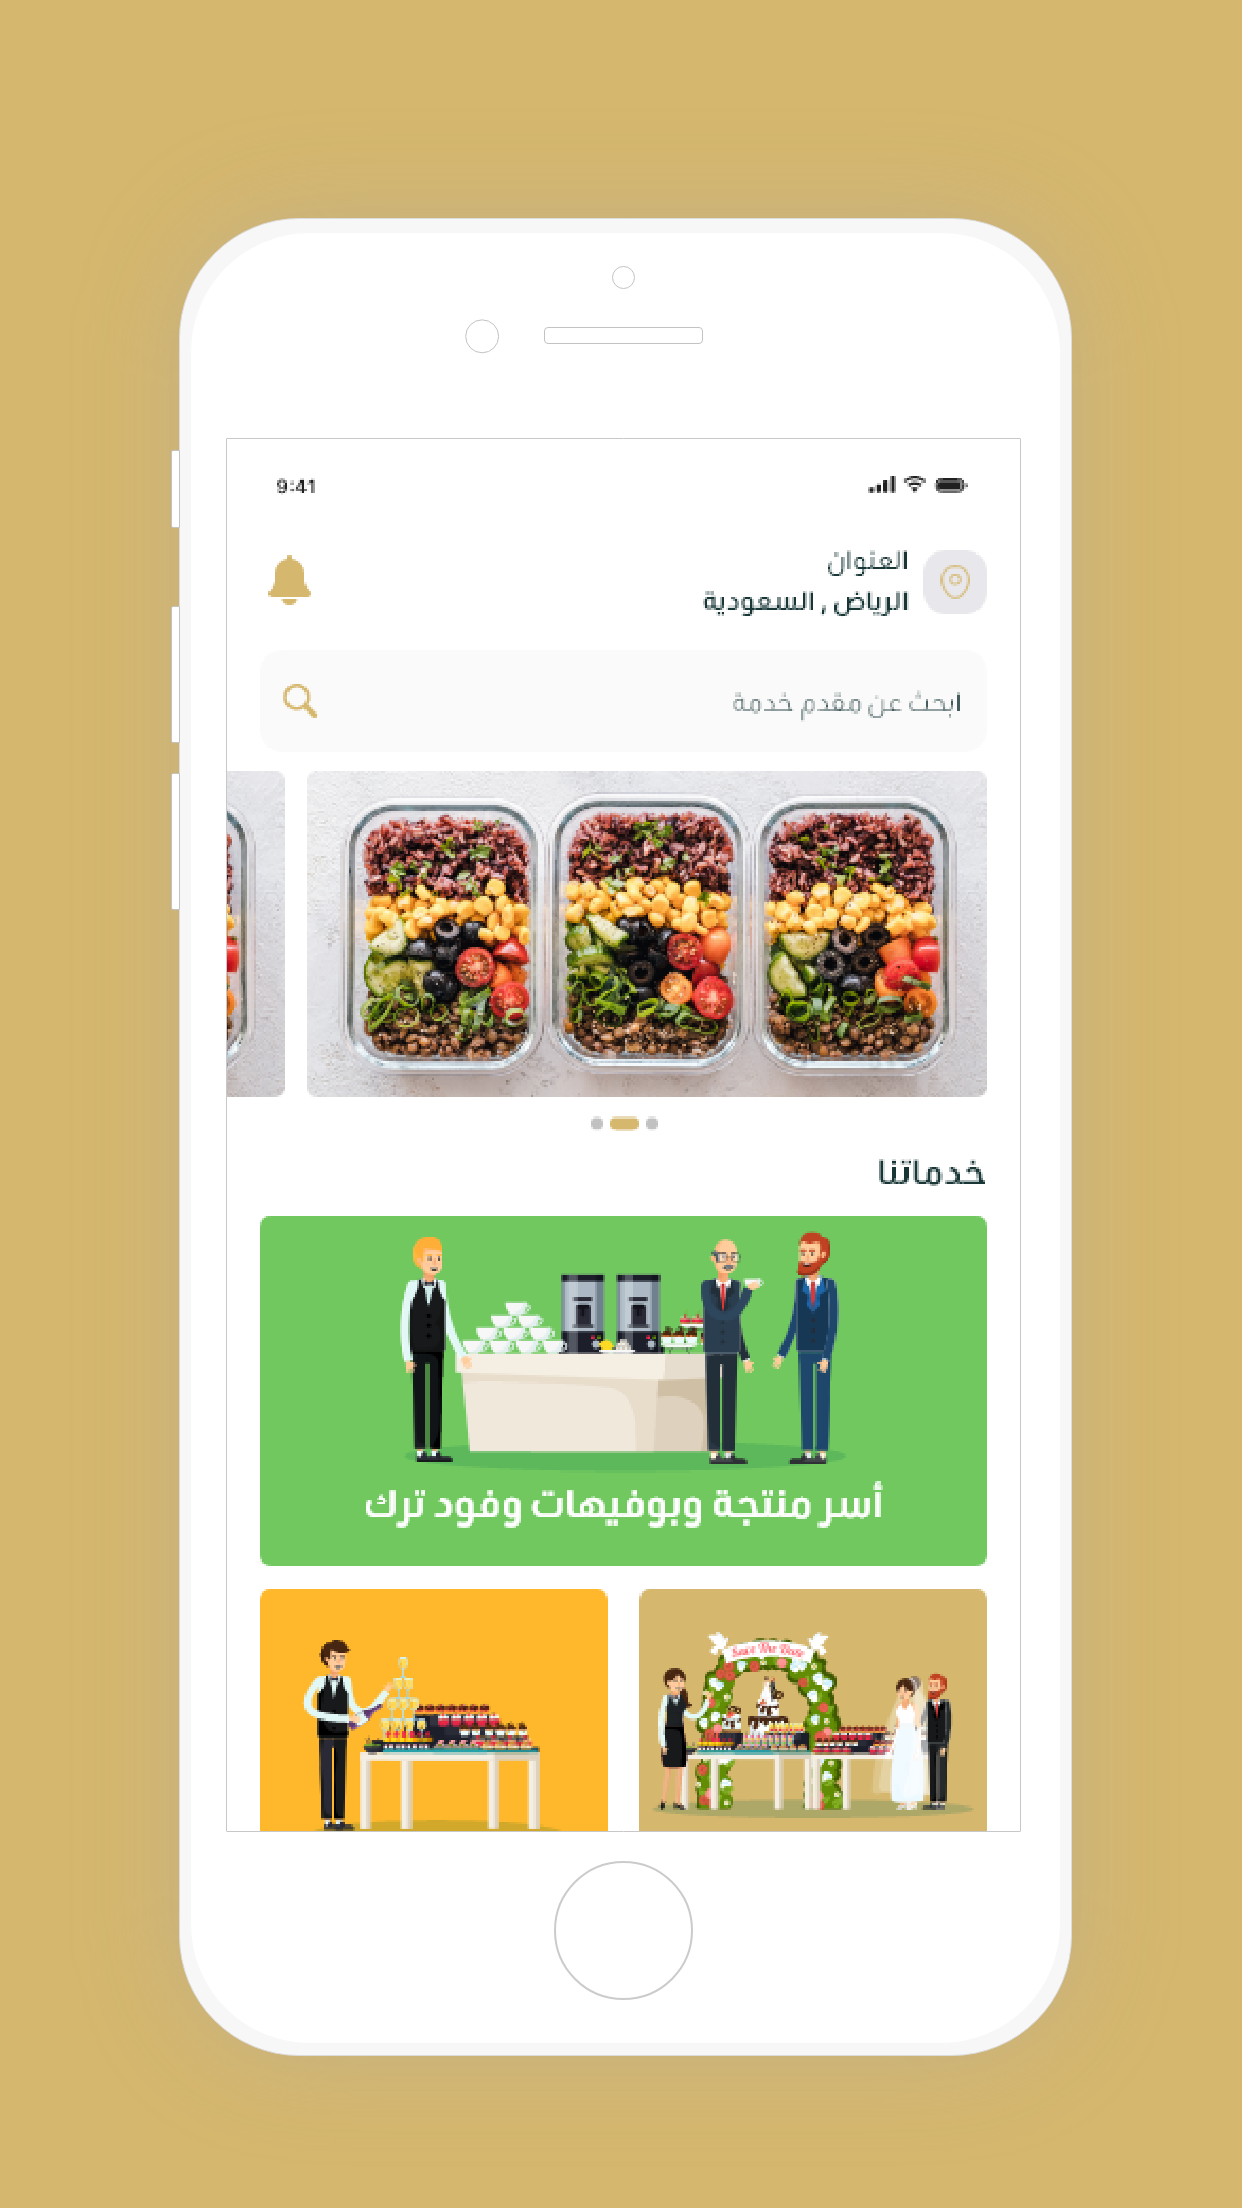 9:41
العنوان
الرياض , السعودية
ابحث عن مقدم خدمة
خدماتنا
أسر منتجة وبوفيهات وفود ترك
Save The Date